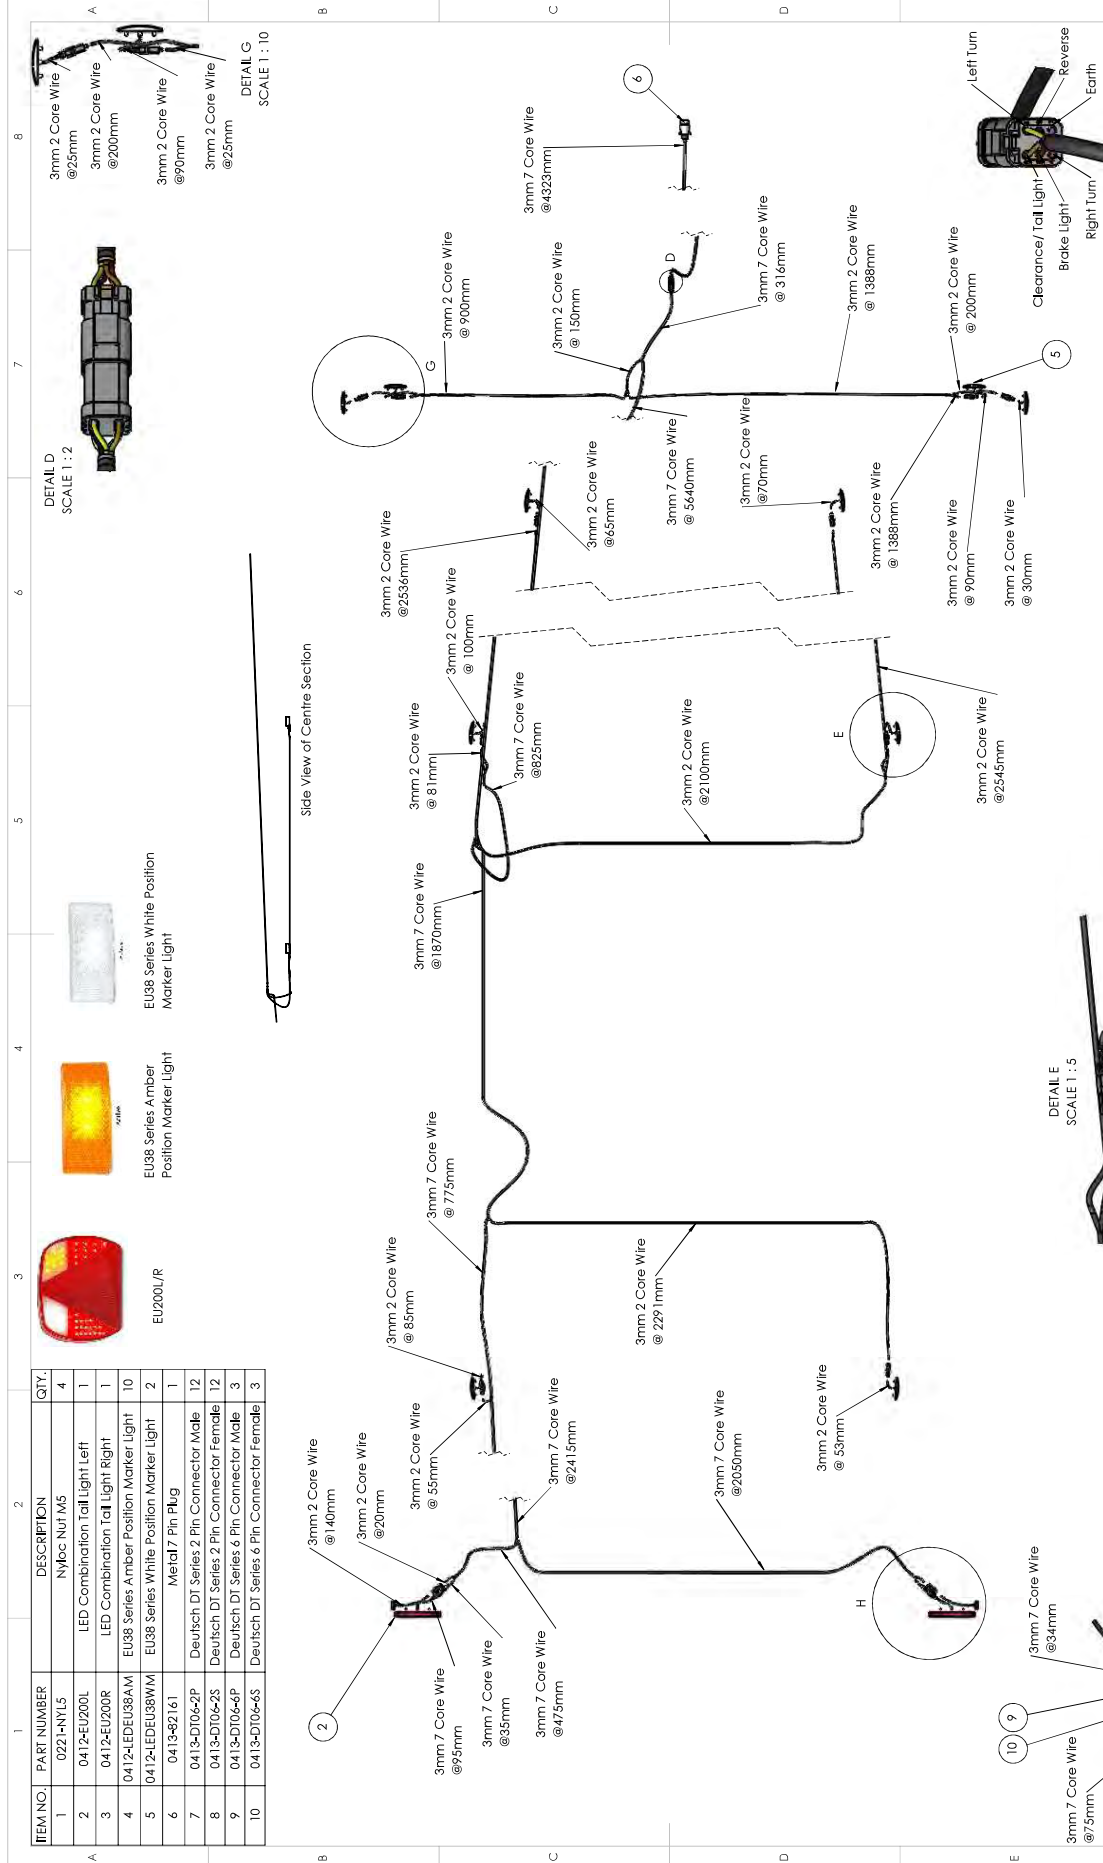 ITEM NO. PART NUMBER DESCRIPTION QTY.
1 0221-NYL5 Nyloc Nut M5 4
2 0412-EU200L LED Combination Tail Light Left 1
3 0412-EU200R LED Combination Tail Light Right 1
4 0412-LEDEU38AM EU38 Series Amber Position Marker Light 10
5 0412-LEDEU38WM EU38 Series White Position Marker Light 2
6 0413-82161 Metal 7 Pin Plug 1
7 0413-DT06-2P Deutsch DT Series 2 Pin Connector Male 12
8 0413-DT06-2S Deutsch DT Series 2 Pin Connector Female 12
9 0413-DT06-6P Deutsch DT Series 6 Pin Connector Male 3
10 0413-DT06-6S Deutsch DT Series 6 Pin Connector Female 3
1
2
3
4
5
6
7
8
A
B
C
D
A
B
C
D
E
EU200L/R
EU38 Series Amber
Position Marker Light
EU38 Series White Position
Marker Light
DETAIL D
SCALE 1 : 2
3mm 2 Core Wire
@25mm
3mm 2 Core Wire
@200mm
3mm 2 Core Wire
@90mm
3mm 2 Core Wire
@25mm
DETAIL G
SCALE 1 : 10
Side View of Centre Section
2
3mm 2 Core Wire
@140mm
3mm 2 Core Wire
@20mm
3mm 7 Core Wire
@95mm
3mm 7 Core Wire
@35mm
3mm 7 Core Wire
@475mm
3mm 2 Core Wire
@ 55mm
3mm 2 Core Wire
@ 85mm
3mm 7 Core Wire
@2415mm
3mm 7 Core Wire
@ 775mm
3mm 7 Core Wire
@1870mm
3mm 2 Core Wire
@ 81mm
3mm 2 Core Wire
@ 100mm
3mm 7 Core Wire
@825mm
3mm 2 Core Wire
@2536mm
3mm 2 Core Wire
@65mm
3mm 2 Core Wire
@ 900mm
G
3mm 2 Core Wire
@ 150mm
3mm 7 Core Wire
@4323mm
6
D
3mm 7 Core Wire
@ 316mm
3mm 7 Core Wire
@ 5640mm
3mm 2 Core Wire
@70mm
3mm 2 Core Wire
@ 1388mm
3mm 2 Core Wire
@ 1388mm
3mm 2 Core Wire
@ 200mm
5
3mm 2 Core Wire
@ 90mm
3mm 2 Core Wire
@ 30mm
3mm 7 Core Wire
@2050mm
3mm 2 Core Wire
@ 2291mm
3mm 2 Core Wire
@ 53mm
3mm 2 Core Wire
@2100mm
E
3mm 2 Core Wire
@2545mm
H
3mm 7 Core Wire
@34mm
10
9
3mm 7 Core Wire
@75mm
DETAIL E
SCALE 1 : 5
Left Turn
Reverse
Earth
Clearance/ Tail Light
Brake Light
Right Turn